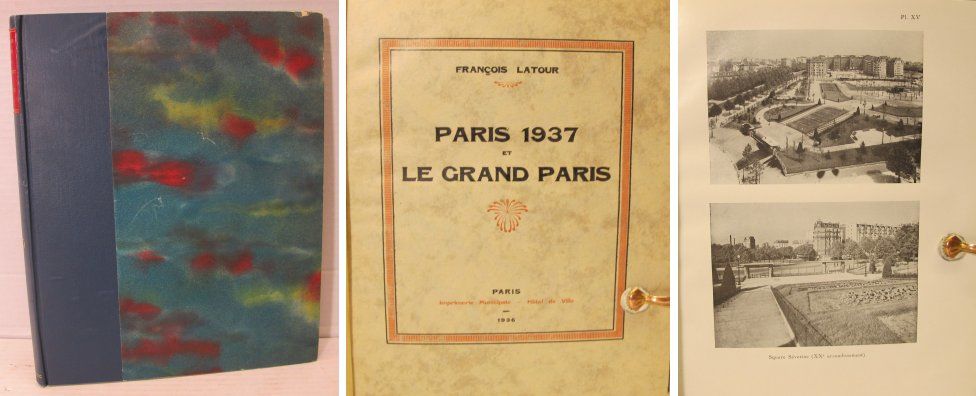 FRANÇOIS LATOUR
PARIS 1937
ET
LE GRAND PARIS
PARIS
Imprimerie Municipale - Hôtel de Ville
1936
Pl. XV
Square Séverine (XXe arrondissement)